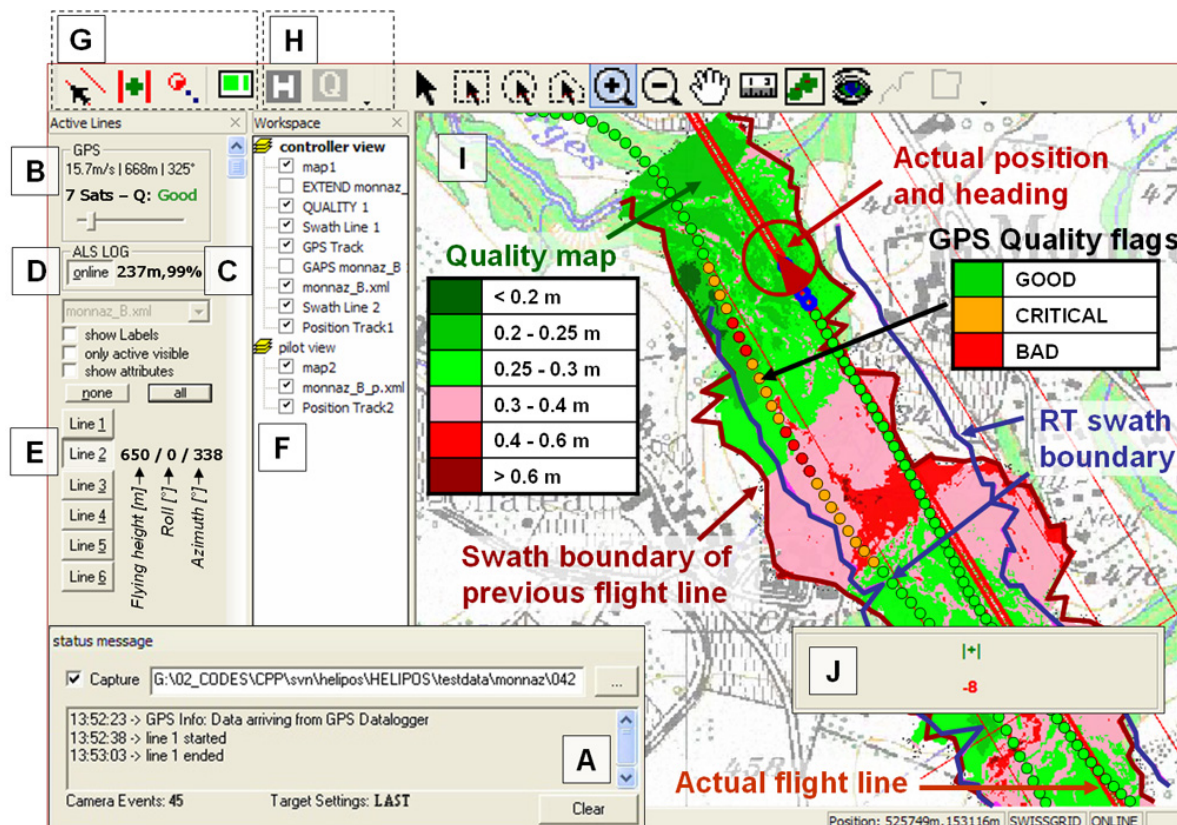 G
H
H
Q
Active Lines
Workspace
B
GPS
15.7m/s | 668m | 325°
7 Sats – Q: Good
D
ALS LOG
online 237m,99%
C
monnaz_B.xml
show Labels
only active visible
show attributes
none
all
E
Line 1
Line 2
Line 3
Line 4
Line 5
Line 6
650 / 0 / 338
Flying height [m]
Roll [°]
Azimuth [°]
controller view
map1
EXTEND monnaz_
QUALITY 1
Swath Line 1
GPS Track
GAPS monnaz_B
monnaz_B.xml
Swath Line 2
Position Track1
pilot view
map2
monnaz_B_p.xml
Position Track2
F
I
Actual position
and heading
Quality map
< 0.2 m
0.2 - 0.25 m
0.25 - 0.3 m
0.3 - 0.4 m
0.4 - 0.6 m
> 0.6 m
GPS Quality flags
GOOD
CRITICAL
BAD
RT swath
boundary
Swath boundary of
previous flight line
J
|+|
-8
Actual flight line
status message
Capture
G:\02_CODES\CPP\svn\helipos\HELIPOS\testdata\monnaz\042
...
13:52:23 -> GPS Info: Data arriving from GPS Datalogger
13:52:38 -> line 1 started
13:53:03 -> line 1 ended
A
Camera Events: 45
Target Settings: LAST
Clear
Position: 525749m,153116m
SWISSGRID
ONLINE